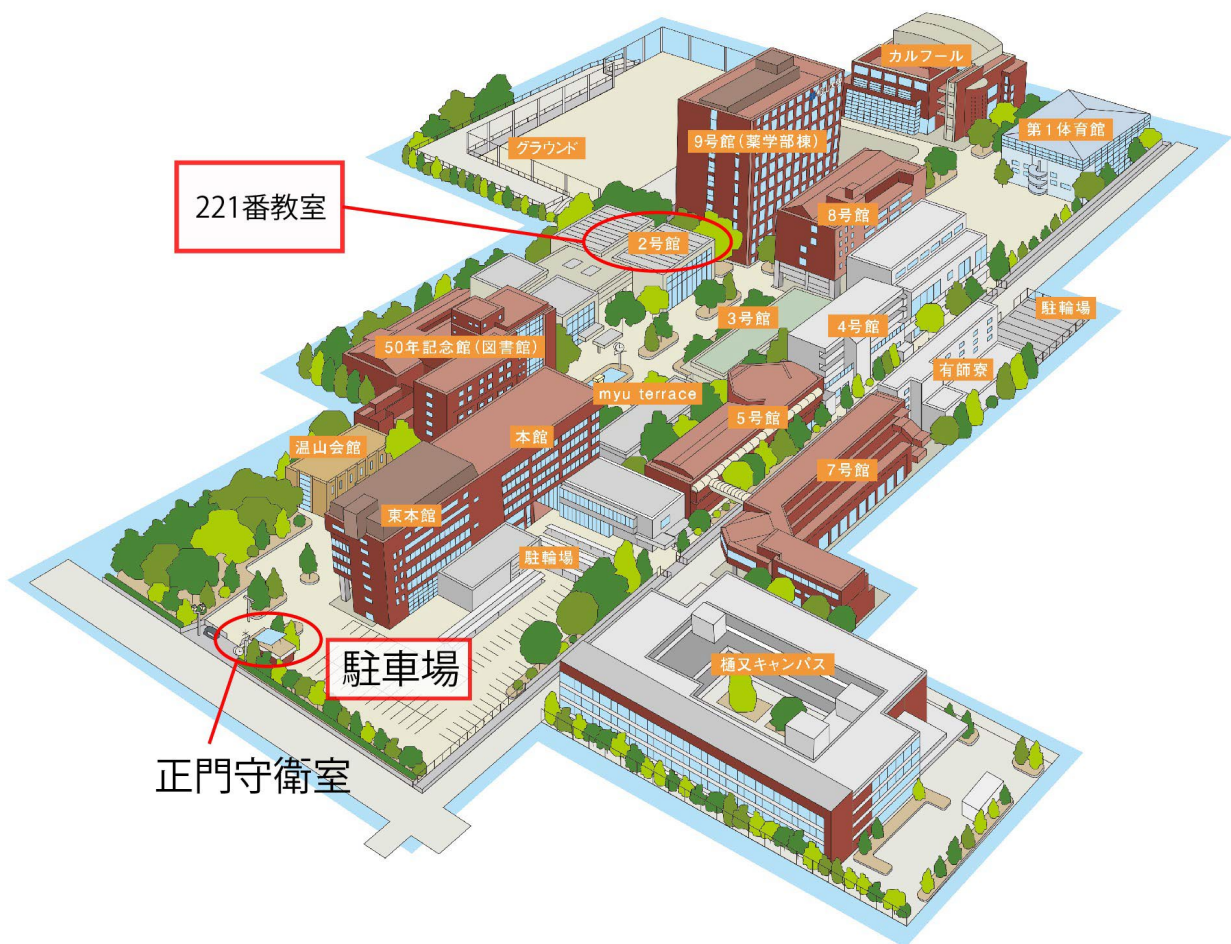 カルフール
第1体育館
9号館(薬学部棟)
グラウンド
221番教室
8号館
2号館
駐輪場
3号館
4号館
50年記念館(図書館)
有師寮
myu terrace
5号館
本館
温山会館
7号館
東本館
駐輪場
樋又キャンパス
駐車場
正門守衛室